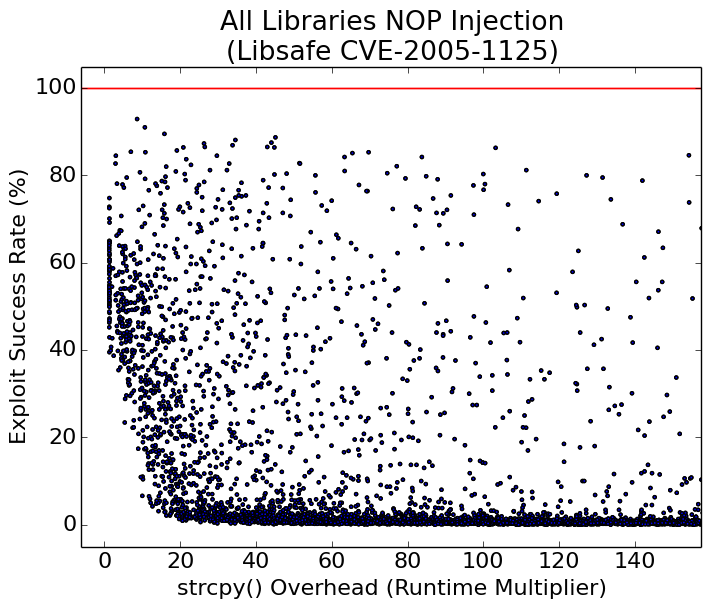 All Libraries NOP Injection
(Libsafe CVE-2005-1125)
100
80
60
40
20
0
Exploit Success Rate (%)
0 20 40 60 80 100 120 140
strcpy() Overhead (Runtime Multiplier)